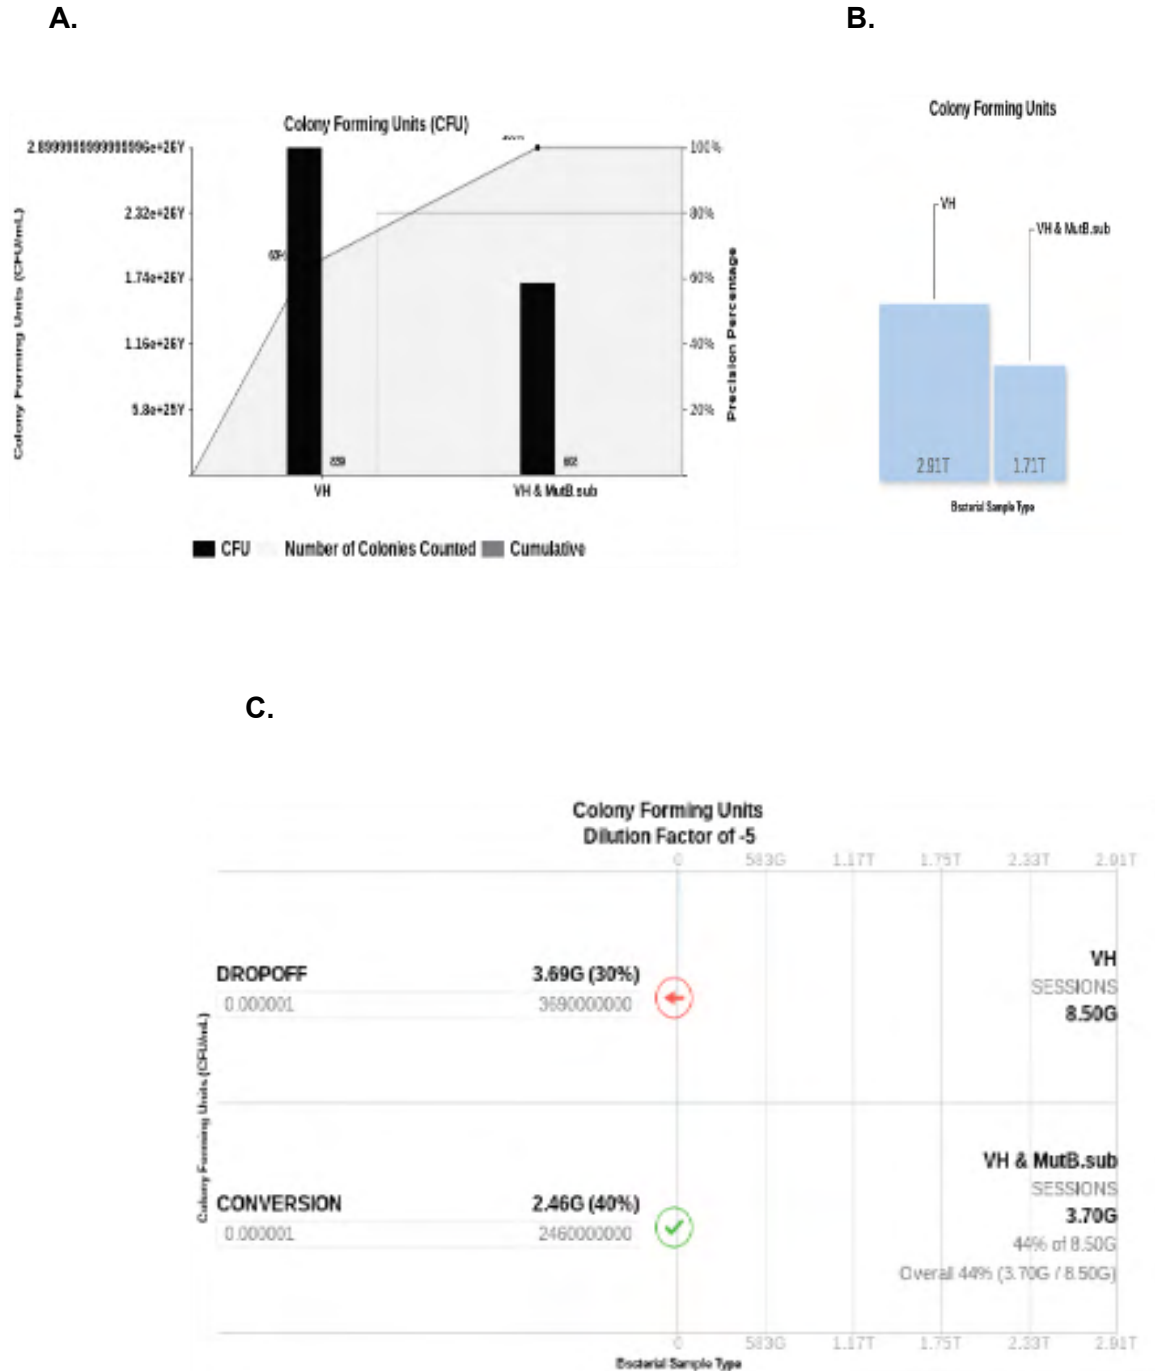 A.
B.
Colony Forming Units (CFU)
2.8999999999999996e+26Y
2.32e+26Y
1.74e+26Y
1.16e+26Y
5.8e+25Y
Colony Forming Units (CFU/mL)
100%
80%
60%
40%
20%
Precision Percentage
VH
VH & MutB.sub
CFU Number of Colonies Counted Cumulative
Colony Forming Units
VH
VH & MutB.sub
2.91T
1.71T
Bacterial Sample Type
C.
Colony Forming Units
Dilution Factor of -5
0 583G 1.17T 1.75T 2.33T 2.91T
Colony Forming Units (CFU/mL)
DROPOFF 3.69G (30%)
0.000001 3690000000
VH
SESSIONS
8.50G
CONVERSION 2.46G (40%)
0.000001 2460000000
VH & MutB.sub
SESSIONS
3.70G
44% of 8.50G
Overall 44% (3.70G / 8.50G)
0 583G 1.17T 1.75T 2.33T 2.91T
Bacterial Sample Type